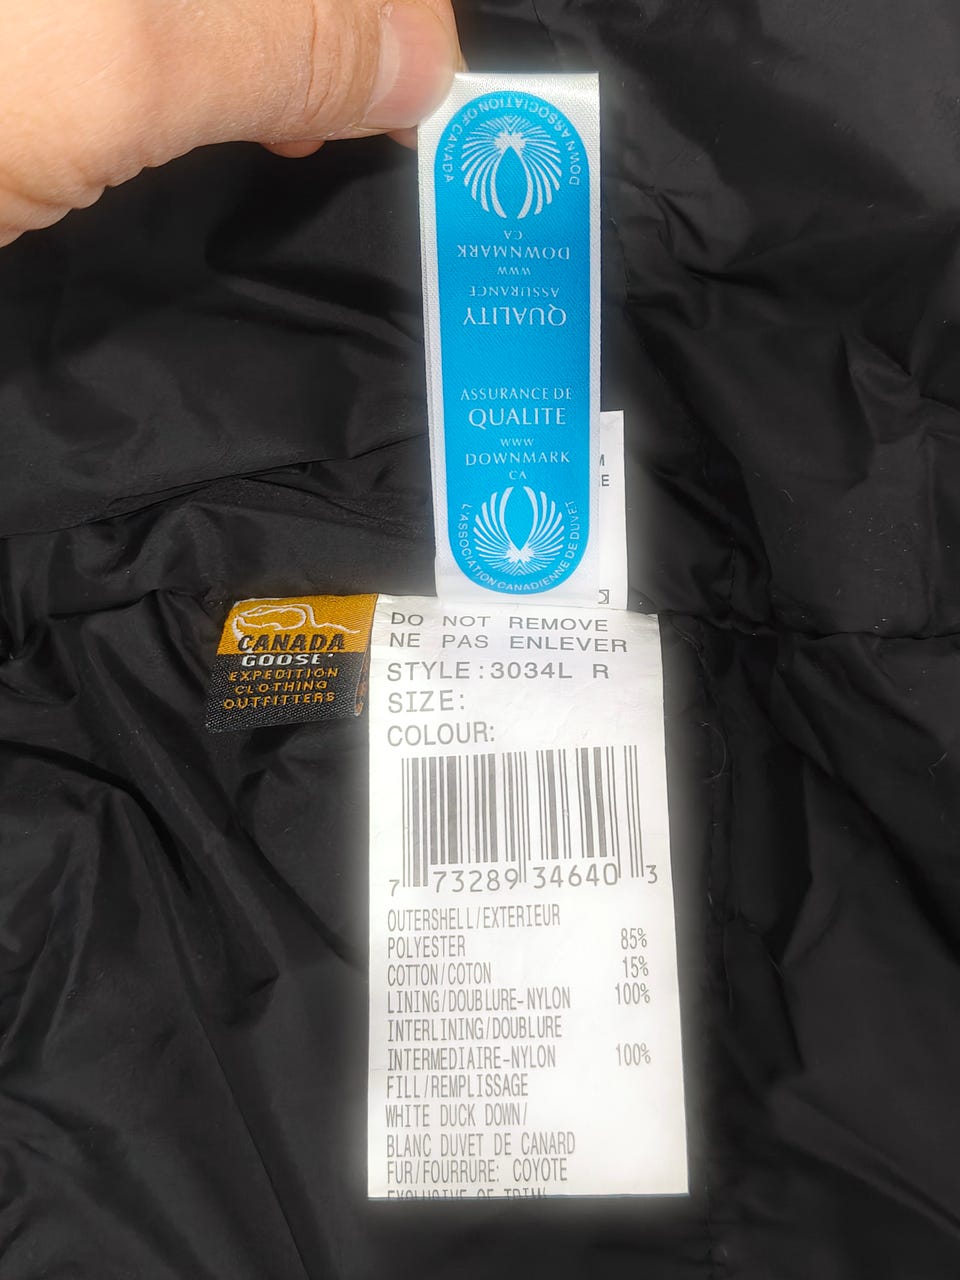 DOWN ASSOCIATION OF CANADA
CA
DOWNMARK
WWW
ASSURANCE
QUALITY
ASSURANCE DE
QUALITE
WWW
DOWNMARK
CA
L'ASSOCIATION CANADIENNE DE DUVET
M
E
CANADA
GOOSE
EXPEDITION
CLOTHING
OUTFITTERS
DO NOT REMOVE
NE PAS ENLEVER
STYLE:3034L R
SIZE:
COLOUR:
7 73289 34640 3
OUTERSHELL/EXTERIEUR
POLYESTER 85%
COTTON/COTON 15%
LINING/DOUBLURE-NYLON 100%
INTERLINING/DOUBLURE
INTERMEDIAIRE-NYLON 100%
FILL/REMPLISSAGE
WHITE DUCK DOWN/
BLANC DUVET DE CANARD
FUR/FOURRURE: COYOTE
EXCLUSIVE OF TRIM/